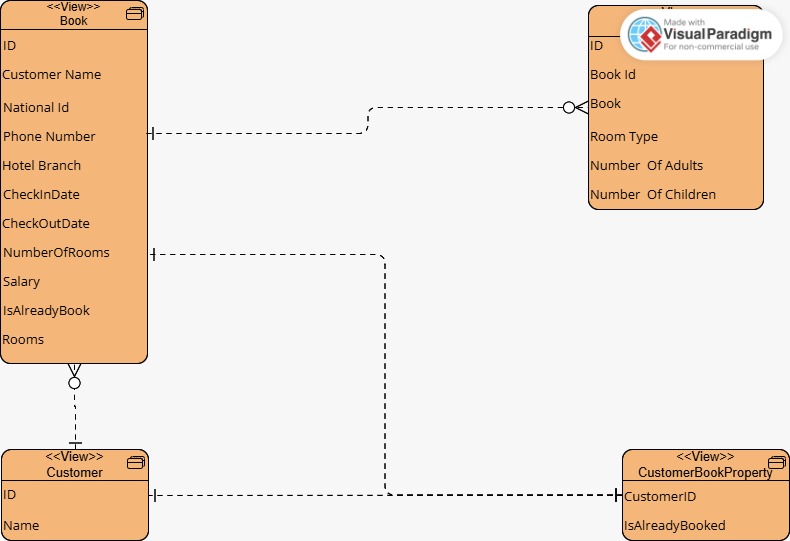 <<View>>
Book
ID
Customer Name
National Id
Phone Number
Hotel Branch
CheckInDate
CheckOutDate
NumberOfRooms
Salary
IsAlreadyBook
Rooms
Made with
Visual Paradigm
For non-commercial use
ID
Book Id
Book
Room Type
Number Of Adults
Number Of Children
<<View>>
Customer
ID
Name
<<View>>
CustomerBookProperty
CustomerID
IsAlreadyBooked